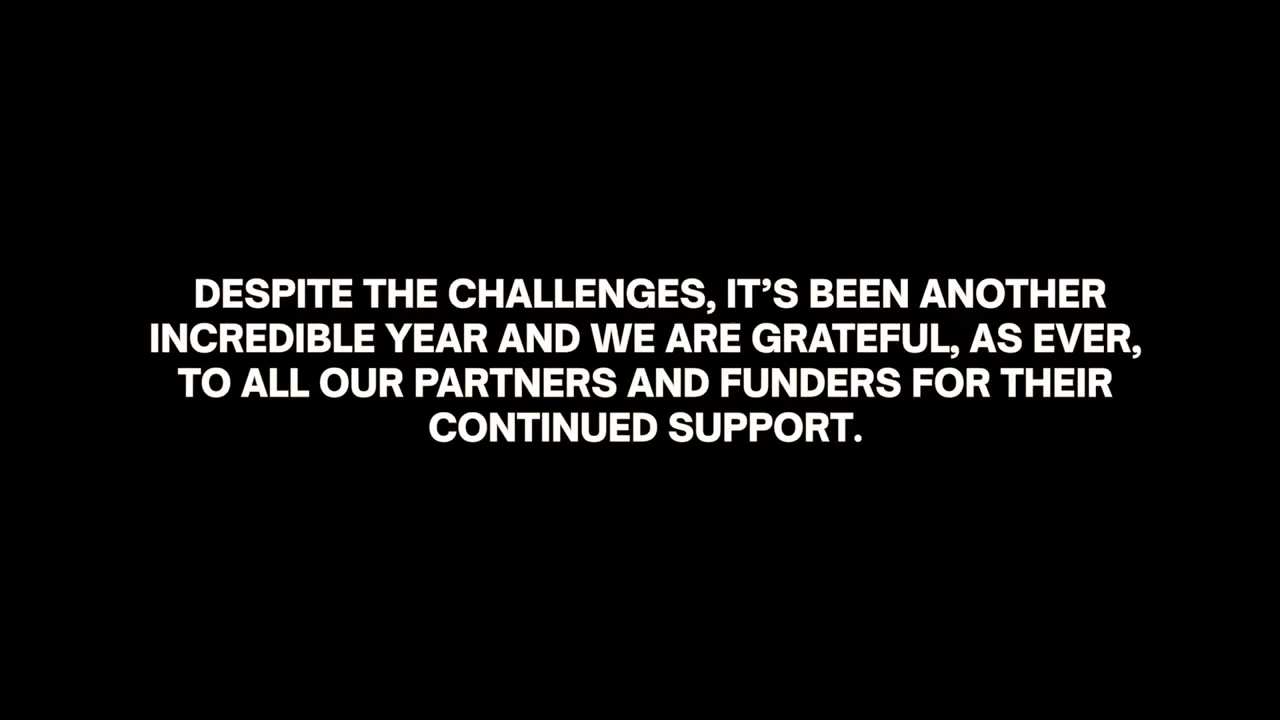 DESPITE THE CHALLENGES, IT’S BEEN ANOTHER
INCREDIBLE YEAR AND WE ARE GRATEFUL, AS EVER,
TO ALL OUR PARTNERS AND FUNDERS FOR THEIR
CONTINUED SUPPORT.